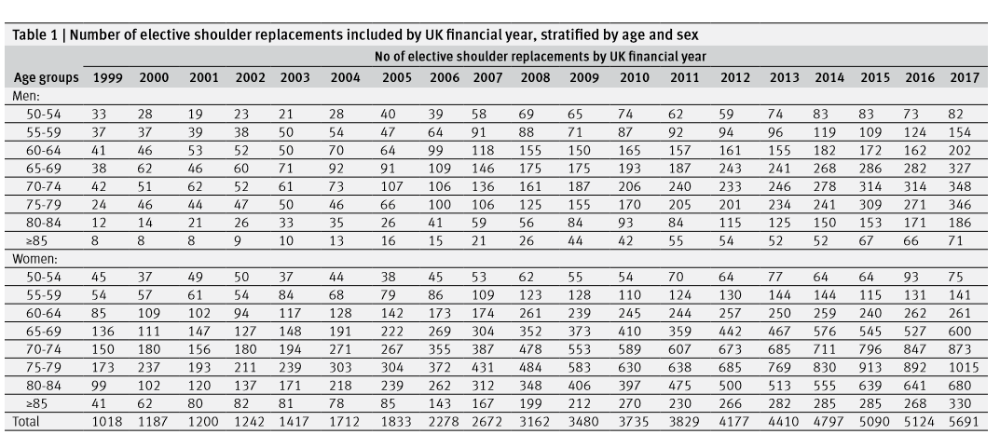 Table 1 | Number of elective shoulder replacements included by UK financial year, stratified by age and sex
No of elective shoulder replacements by UK financial year
Age groups 1999 2000 2001 2002 2003 2004 2005 2006 2007 2008 2009 2010 2011 2012 2013 2014 2015 2016 2017
Men:
50-54 33 28 19 23 21 28 40 39 58 69 65 74 62 59 74 83 83 73 82
55-59 37 37 39 38 50 54 47 64 91 88 71 87 92 94 96 119 109 124 154
60-64 41 46 53 52 50 70 64 99 118 155 150 165 157 161 155 182 172 162 202
65-69 38 62 46 60 71 92 91 109 146 175 175 193 187 243 241 268 286 282 327
70-74 42 51 62 52 61 73 107 106 136 161 187 206 240 233 246 278 314 314 348
75-79 24 46 44 47 50 46 66 100 106 125 155 170 205 201 234 241 309 271 346
80-84 12 14 21 26 33 35 26 41 59 56 84 93 84 115 125 150 153 171 186
≥85 8 8 8 9 10 13 16 15 21 26 44 42 55 54 52 52 67 66 71
Women:
50-54 45 37 49 50 37 44 38 45 53 62 55 54 70 64 77 64 64 93 75
55-59 54 57 61 54 84 68 79 86 109 123 128 110 124 130 144 144 115 131 141
60-64 85 109 102 94 117 128 142 173 174 261 239 245 244 257 250 259 240 262 261
65-69 136 111 147 127 148 191 222 269 304 352 373 410 359 442 467 576 545 527 600
70-74 150 180 156 180 194 271 267 355 387 478 553 589 607 673 685 711 796 847 873
75-79 173 237 193 211 239 303 304 372 431 484 583 630 638 685 769 830 913 892 1015
80-84 99 102 120 137 171 218 239 262 312 348 406 397 475 500 513 555 639 641 680
≥85 41 62 80 82 81 78 85 143 167 199 212 270 230 266 282 285 285 268 330
Total 1018 1187 1200 1242 1417 1712 1833 2278 2672 3162 3480 3735 3829 4177 4410 4797 5090 5124 5691